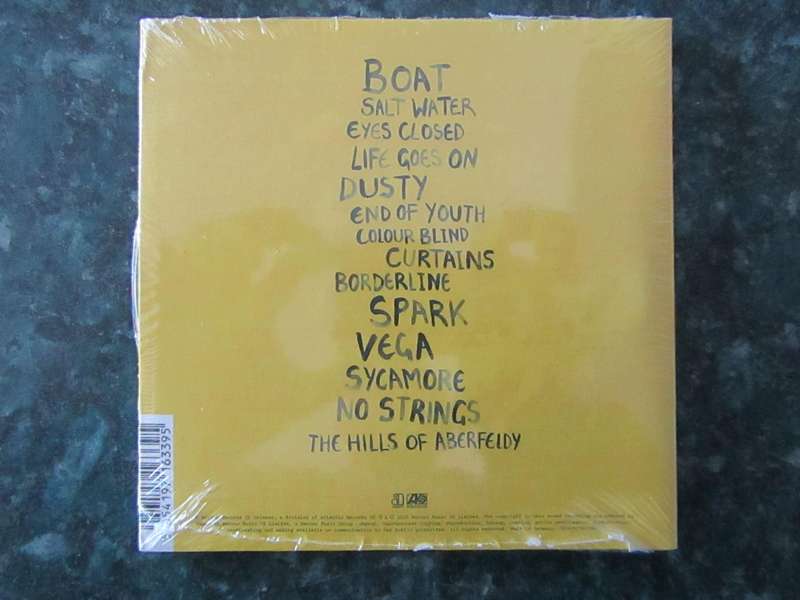 BOAT
SALT WATER
EYES CLOSED
LIFE GOES ON
DUSTY
END OF YOUTH
COLOUR BLIND
CURTAINS
BORDERLINE
SPARK
VEGA
SYCAMORE
NO STRINGS
THE HILLS OF ABERFELDY